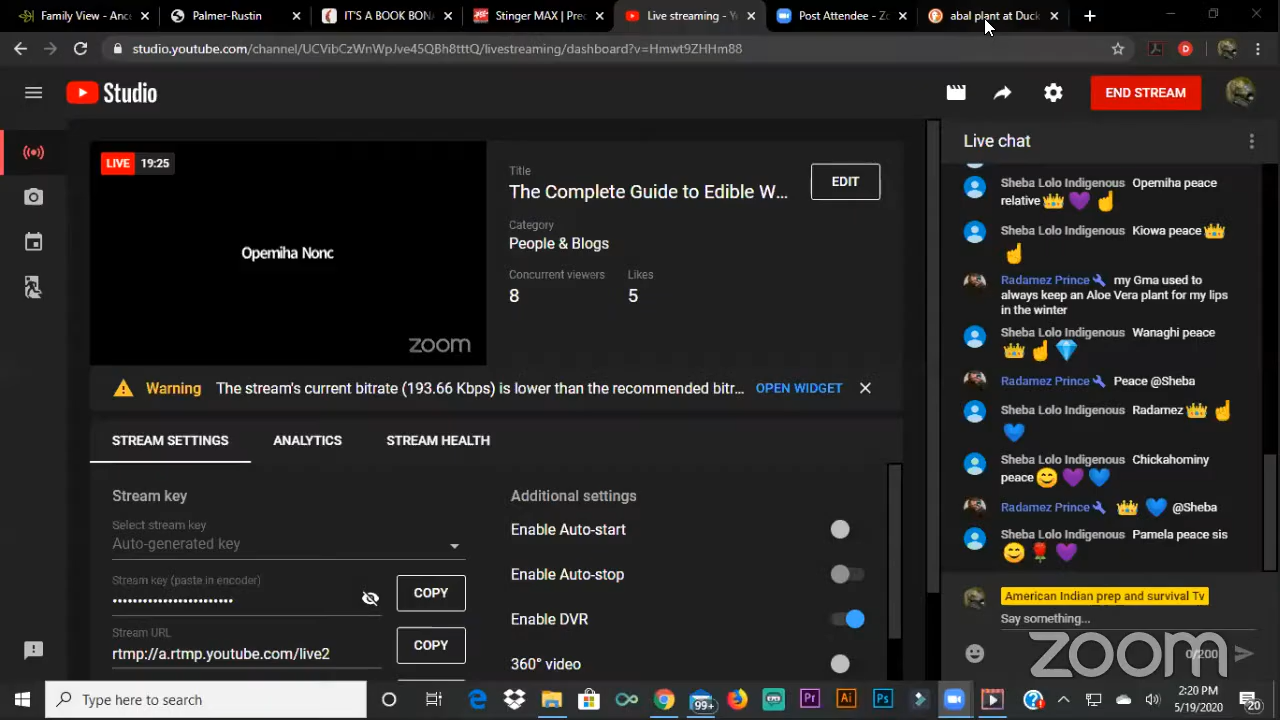 Family View - Ance
Palmer-Rustin
IT'S A BOOK BON
Stinger MAX | Pre
Live streaming - Y
Post Attendee - Zo
abal plant at Duck
studio.youtube.com/channel/UCVibCzWnWpJve45QBh8tttQ/livestreaming/dashboard?v=Hmwt9ZHHm88
D
Studio
END STREAM
LIVE 19:25
Opemiha Nonc
zoom
Title
The Complete Guide to Edible W...
EDIT
Category
People & Blogs
Concurrent viewers
Likes
8
5
Warning The stream's current bitrate (193.66 Kbps) is lower than the recommended bitr... OPEN WIDGET
STREAM SETTINGS
ANALYTICS
STREAM HEALTH
Stream key
Select stream key
Auto-generated key
Stream key (paste in encoder)
•••••••••••••••••••••••
COPY
Stream URL
rtmp://a.rtmp.youtube.com/live2
COPY
Additional settings
Enable Auto-start
Enable Auto-stop
Enable DVR
360° video
Live chat
Sheba Lolo Indigenous Opemiha peace
relative 👑 💜 ☝
Sheba Lolo Indigenous Kiowa peace 👑
☝
Radamez Prince my Gma used to
always keep an Aloe Vera plant for my lips
in the winter
Sheba Lolo Indigenous Wanaghi peace
👑 ☝ 💎
Radamez Prince Peace @Sheba
Sheba Lolo Indigenous Radamez 👑 ☝
💙
Sheba Lolo Indigenous Chickahominy
peace 😊 💜 💙
Radamez Prince 👑 💙 @Sheba
Sheba Lolo Indigenous Pamela peace sis
😊 🌹 💜
American Indian prep and survival Tv
Say something...
0/200
zoom
Type here to search
99+
Pr
Ai
Ps
2:20 PM
5/19/2020
20